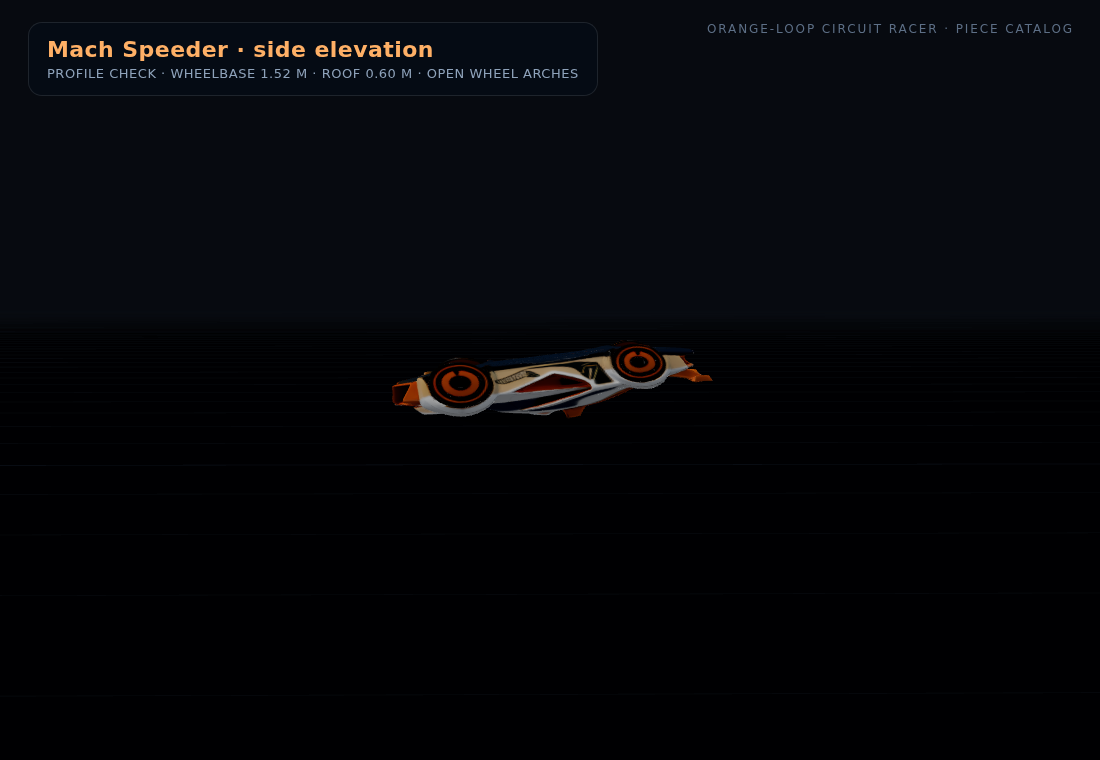 Mach Speeder · side elevation
PROFILE CHECK · WHEELBASE 1.52 M · ROOF 0.60 M · OPEN WHEEL ARCHES
ORANGE-LOOP CIRCUIT RACER · PIECE CATALOG